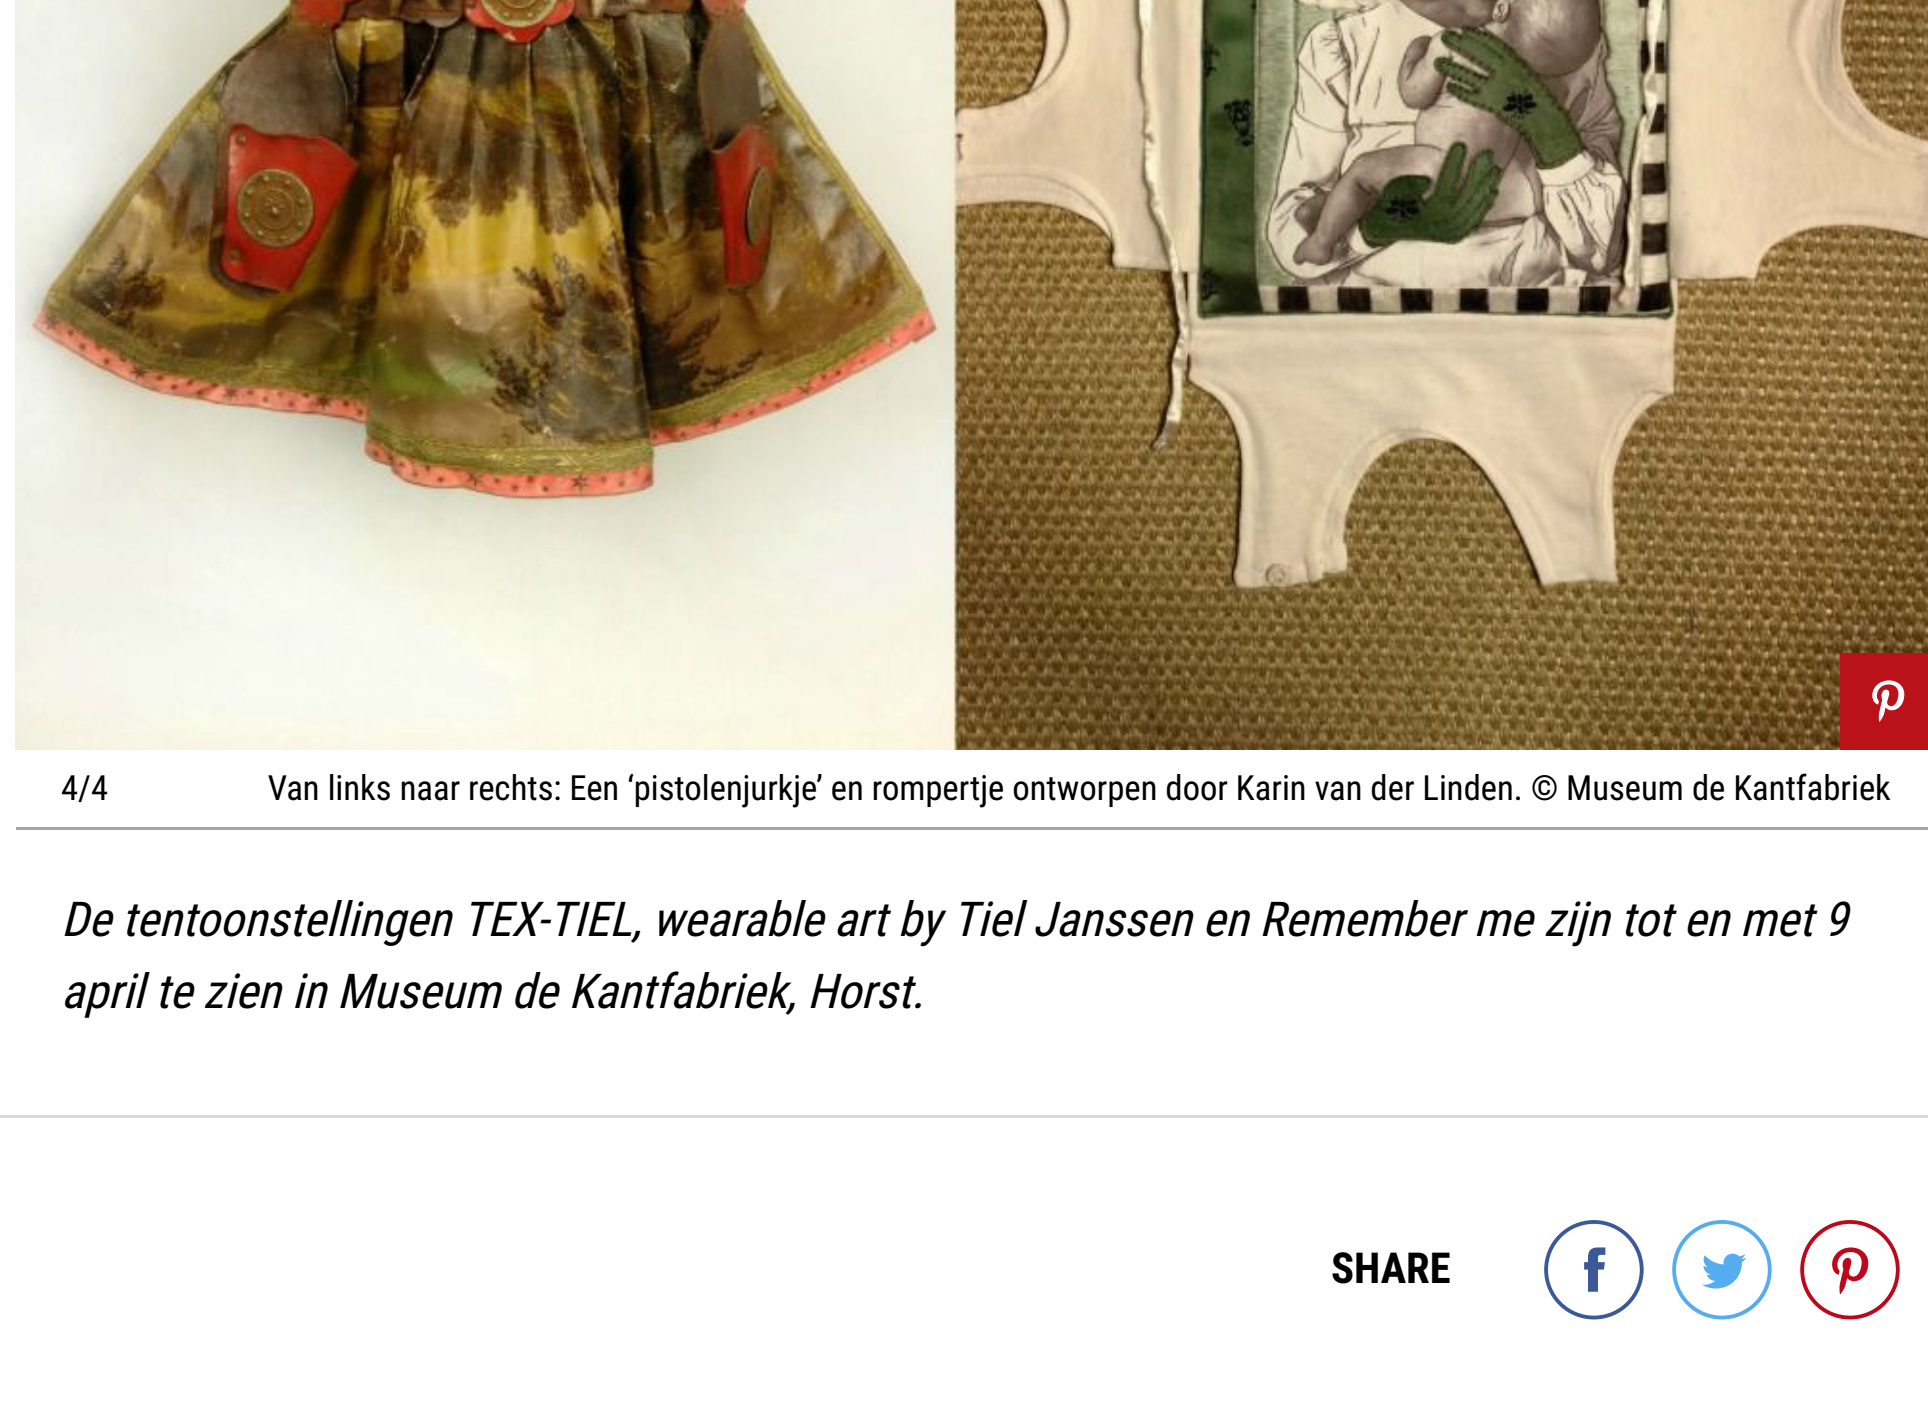 4/4
Van links naar rechts: Een ‘pistolenjurkje’ en rompertje ontworpen door Karin van der Linden. © Museum de Kantfabriek
De tentoonstellingen TEX-TIEL, wearable art by Tiel Janssen en Remember me zijn tot en met 9
april te zien in Museum de Kantfabriek, Horst.
SHARE